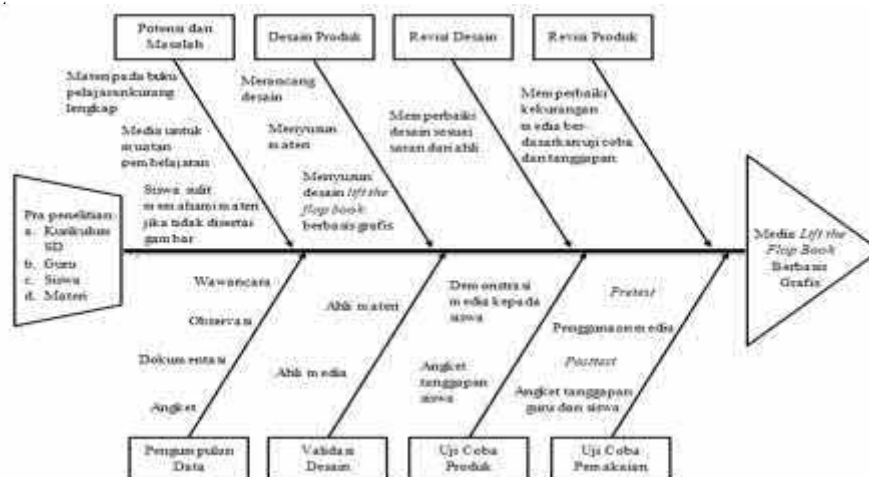 Potensi dan
Masalah
Desain Produk
Revisi Desain
Revisi Produk
Materi pada buku
pelajaran kurang
lengkap
Media untuk
muatan
pembelajaran
Siswa sulit
memahami materi
jika tidak disertai
gambar
Merancang
desain
Menyusun
materi
Menyusun
desain lift the
flap book
berbasis grafis
Memperbaiki
desain sesuai
saran dari ahli
Memperbaiki
kekurangan
media ber-
dasarkan uji coba
dan tanggapan
Pra penelitian:
a. Kurikulum
SD
b. Guru
c. Siswa
d. Materi
Media Lift the
Flap Book
Berbasis
Grafis
Wawancara
Observasi
Dokumentasi
Angket
Ahli materi
Ahli media
Demonstrasi
media kepada
siswa
Angket
tanggapan
siswa
Pretest
Penggunaan media
Posttest
Angket tanggapan
guru dan siswa
Pengumpulan
Data
Validasi
Desain
Uji Coba
Produk
Uji Coba
Pemakaian